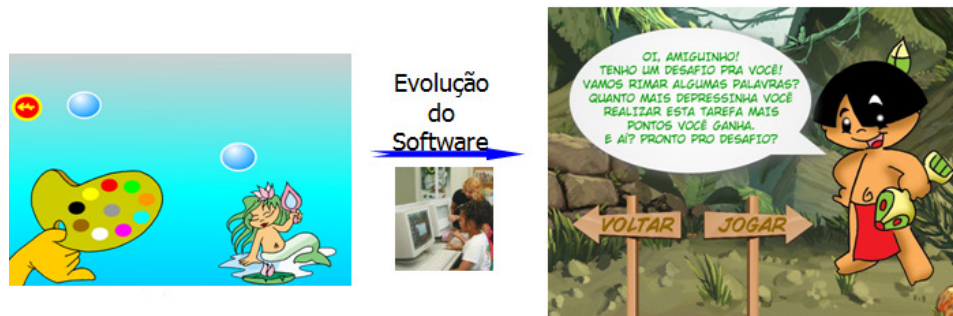 Evolução
do
Software
OI, AMIGUINHO!
TENHO UM DESAFIO PRA VOCÊ!
VAMOS RIMAR ALGUMAS PALAVRAS?
QUANTO MAIS DEPRESSINHA VOCÊ
REALIZAR ESTA TAREFA MAIS
PONTOS VOCÊ GANHA.
E AÍ? PRONTO PRO DESAFIO?
VOLTAR
JOGAR